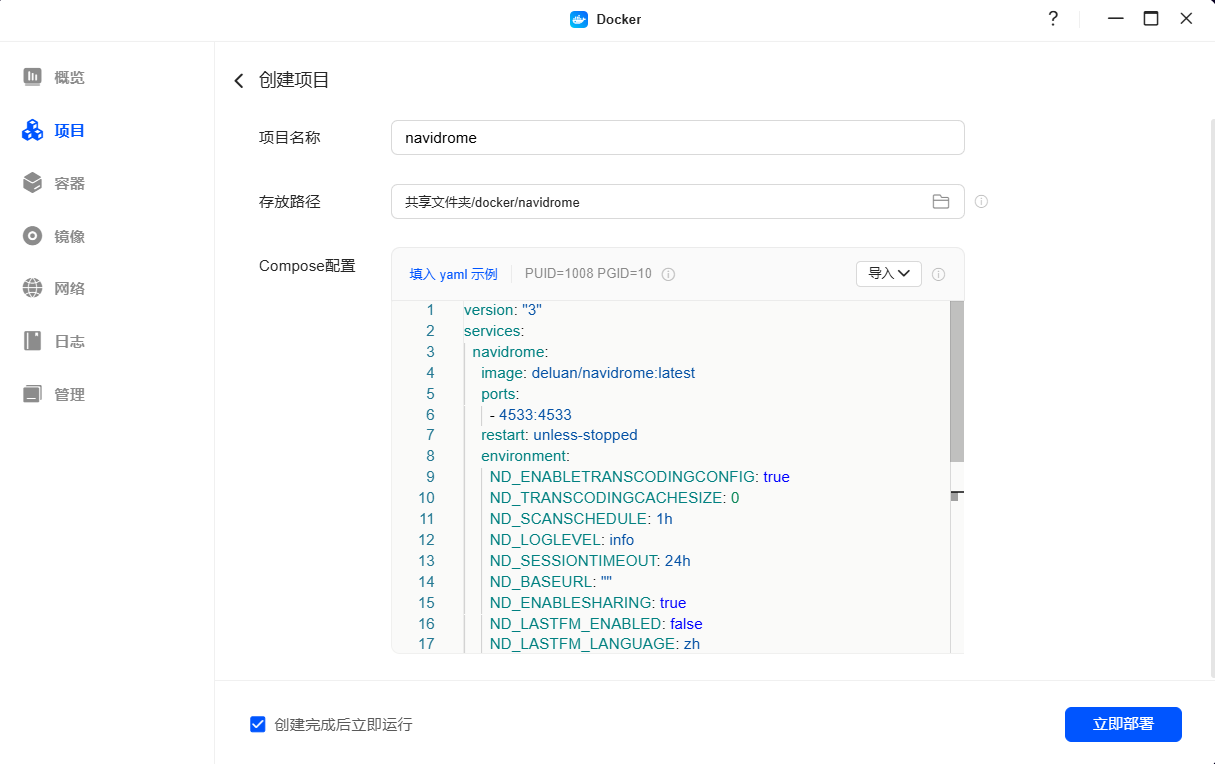 Docker
?
概览
项目
容器
镜像
网络
日志
管理
创建项目
项目名称
navidrome
存放路径
共享文件夹/docker/navidrome
Compose配置
填入 yaml 示例
PUID=1008 PGID=10
导入
1 version: "3"
2 services:
3 navidrome:
4 image: deluan/navidrome:latest
5 ports:
6 - 4533:4533
7 restart: unless-stopped
8 environment:
9 ND_ENABLETRANSCODINGCONFIG: true
10 ND_TRANSCODINGCACHESIZE: 0
11 ND_SCANSCHEDULE: 1h
12 ND_LOGLEVEL: info
13 ND_SESSIONTIMEOUT: 24h
14 ND_BASEURL: ""
15 ND_ENABLESHARING: true
16 ND_LASTFM_ENABLED: false
17 ND_LASTFM_LANGUAGE: zh
创建完成后立即运行
立即部署